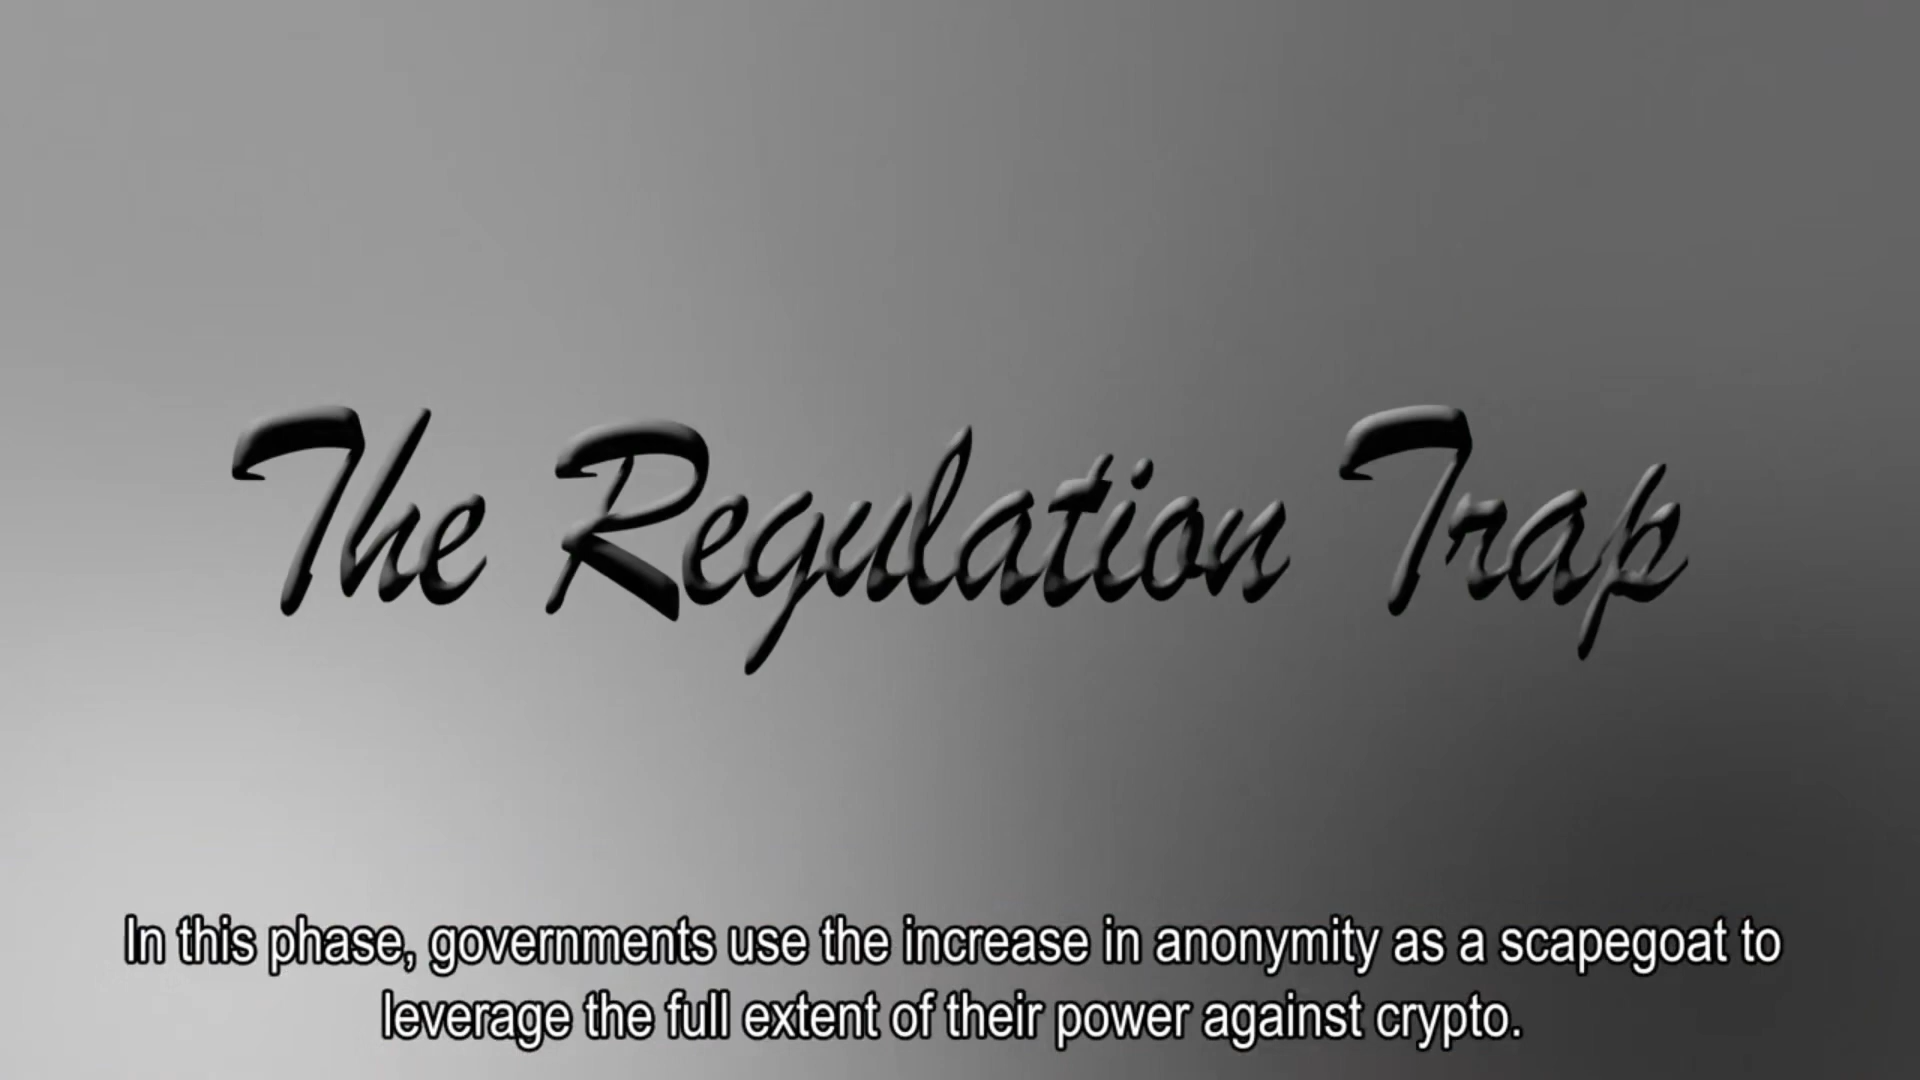 The Regulation Trap
In this phase, governments use the increase in anonymity as a scapegoat to
leverage the full extent of their power against crypto.